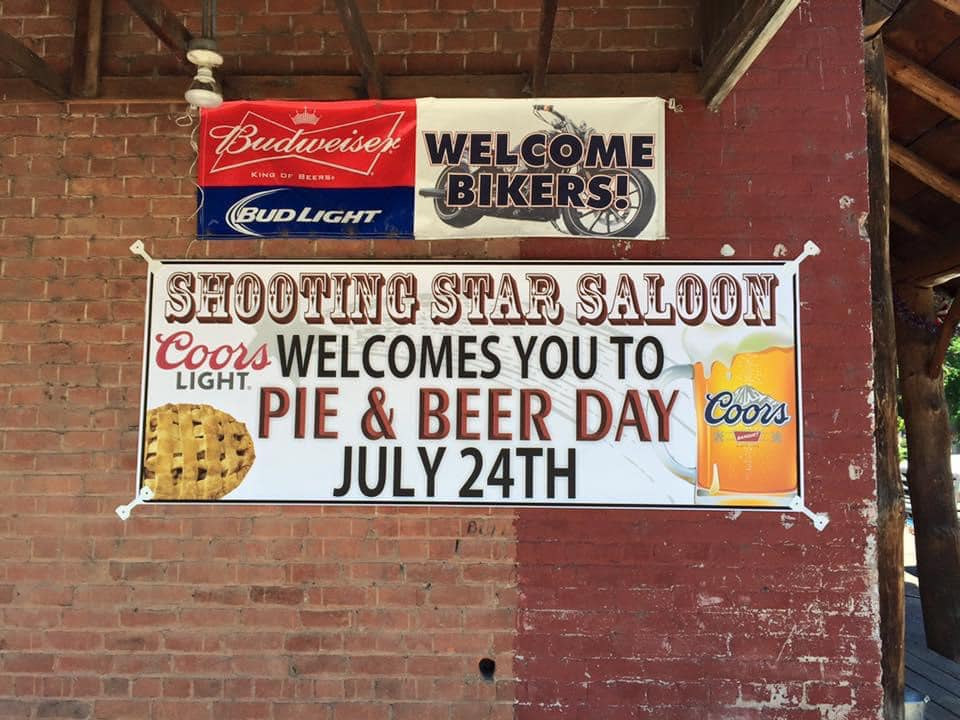 Budweiser
KING OF BEERS
BUD LIGHT
WELCOME
BIKERS!
SHOOTING STAR SALOON
Coors
LIGHT
WELCOMES YOU TO
PIE & BEER DAY
JULY 24TH
Coors
BANQUET